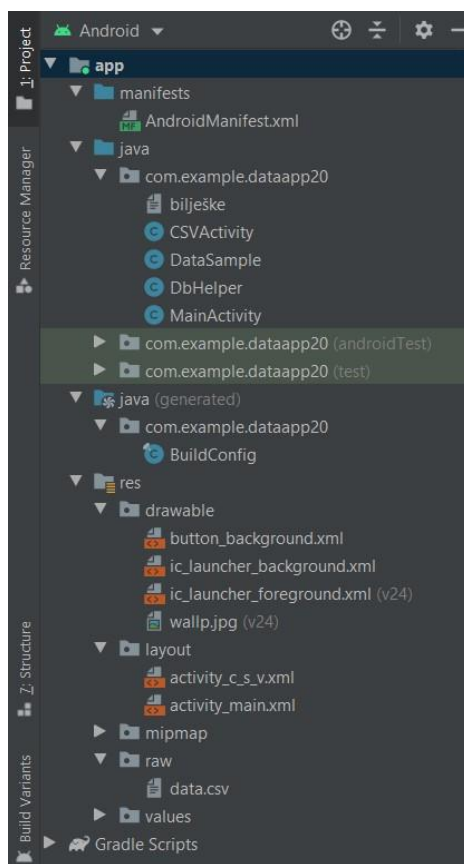 Android
app
manifests
AndroidManifest.xml
java
com.example.dataapp20
bilješke
CSVActivity
DataSample
DbHelper
MainActivity
com.example.dataapp20 (androidTest)
com.example.dataapp20 (test)
java (generated)
com.example.dataapp20
BuildConfig
res
drawable
button_background.xml
ic_launcher_background.xml
ic_launcher_foreground.xml (v24)
wallp.jpg (v24)
layout
activity_c_s_v.xml
activity_main.xml
mipmap
raw
data.csv
values
Gradle Scripts
1: Project
Resource Manager
7: Structure
Build Variants